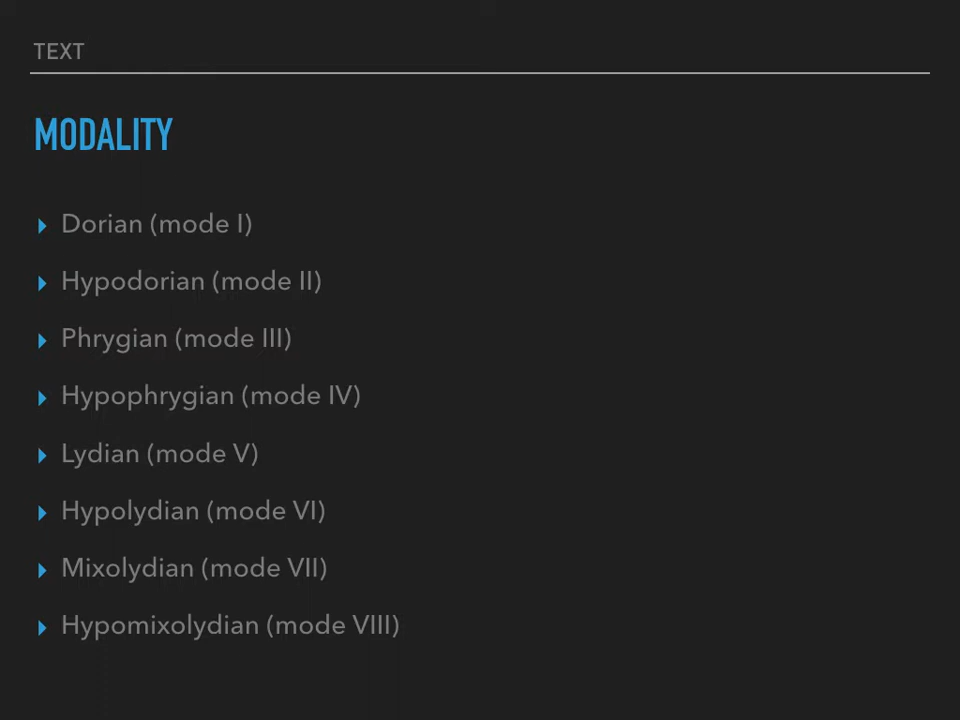 TEXT
MODALITY
Dorian (mode I)
Hypodorian (mode II)
Phrygian (mode III)
Hypophrygian (mode IV)
Lydian (mode V)
Hypolydian (mode VI)
Mixolydian (mode VII)
Hypomixolydian (mode VIII)